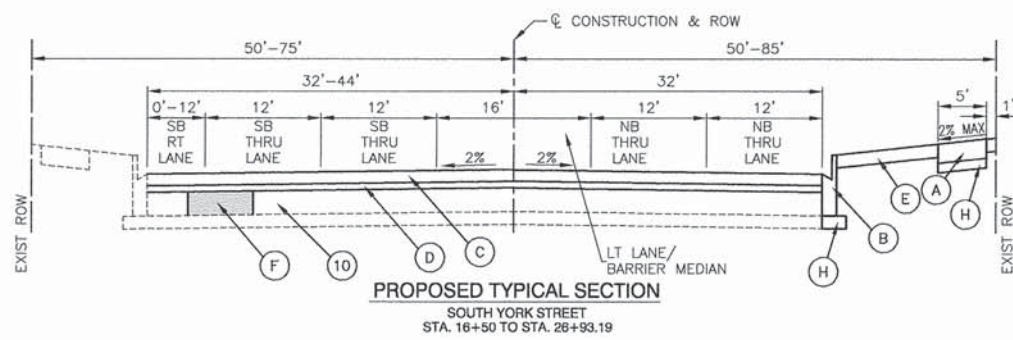 ℄ CONSTRUCTION & ROW
50'-75'
50'-85'
32'-44'
32'
0'-12'
12'
12'
16'
12'
12'
5'
1'
SB
RT
LANE
SB
THRU
LANE
SB
THRU
LANE
2%
2%
NB
THRU
LANE
NB
THRU
LANE
2% MAX
EXIST ROW
F
10
D
C
LT LANE/
BARRIER MEDIAN
H
B
E
A
H
EXIST ROW
PROPOSED TYPICAL SECTION
SOUTH YORK STREET
STA. 16+50 TO STA. 26+93.19